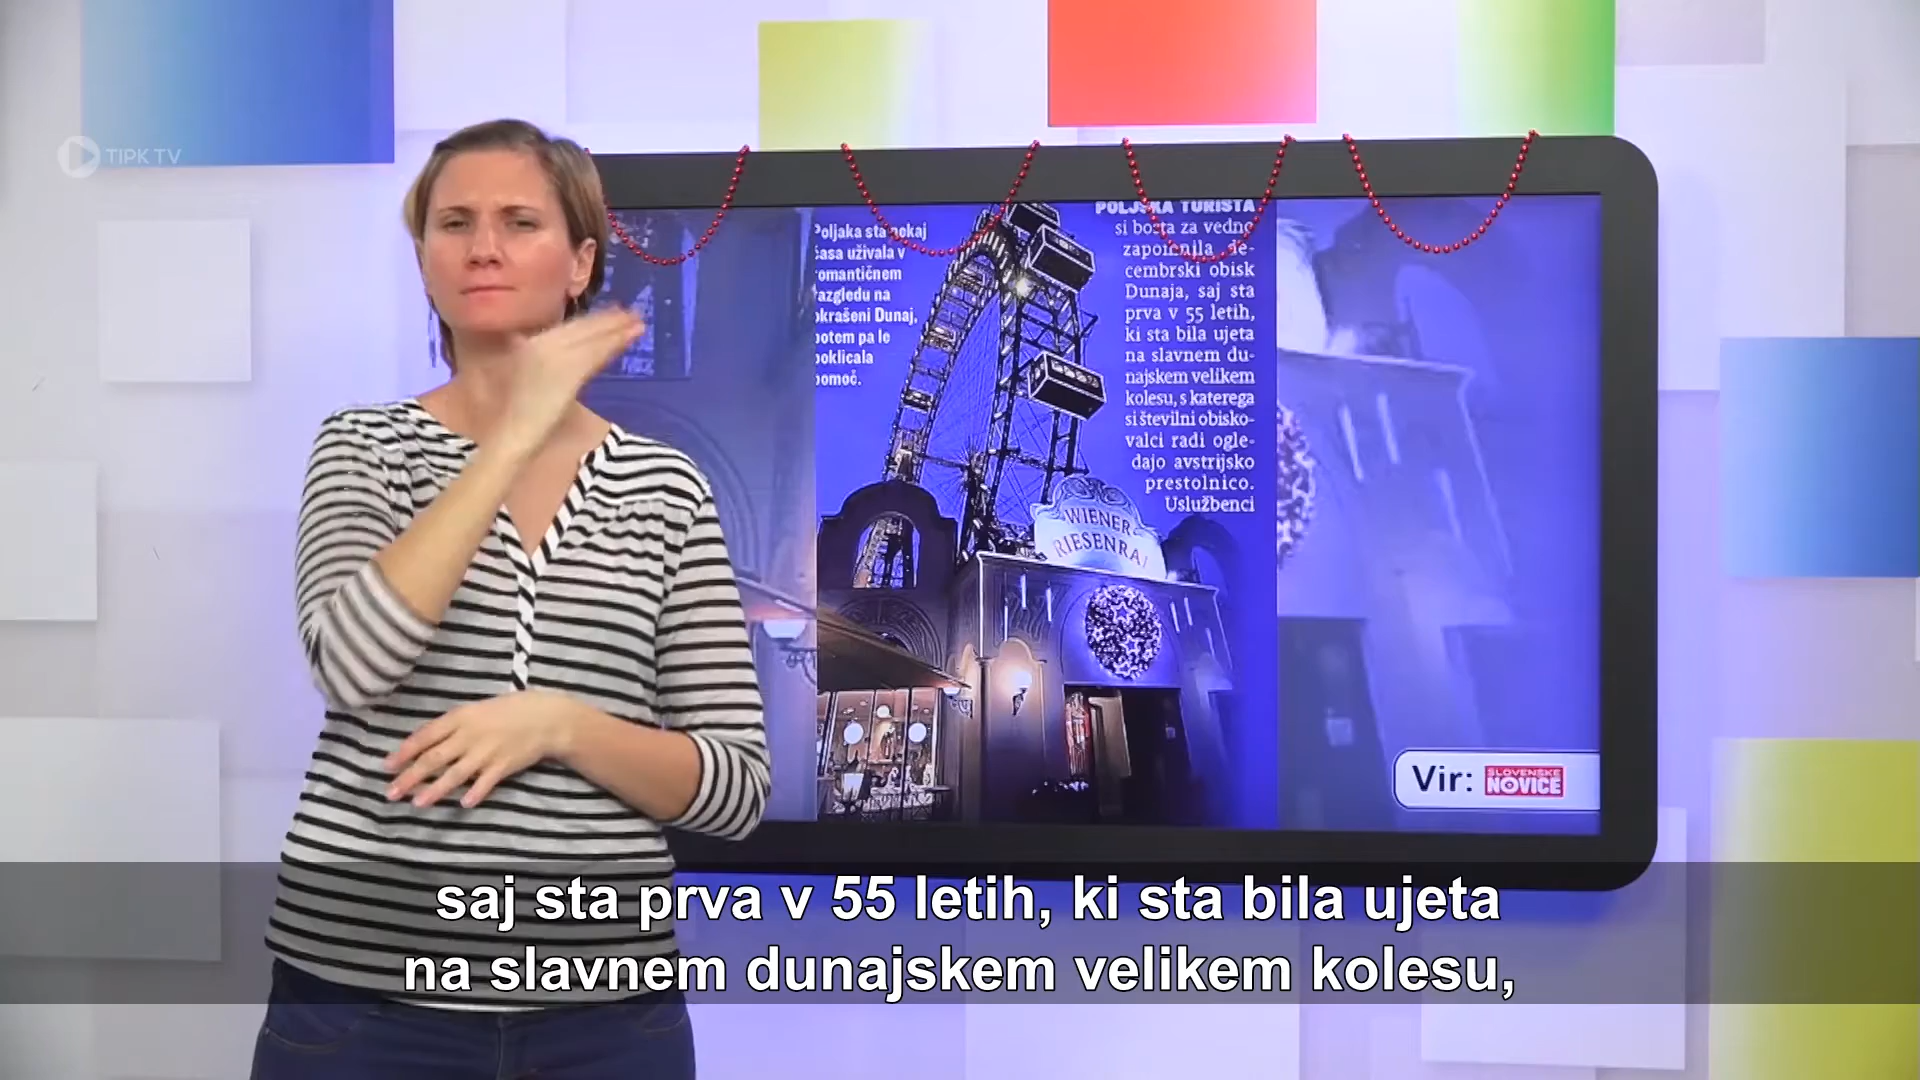 TIPK TV
Poljaka sta nekaj
časa uživala v
romantičnem
razgledu na
okrašeni Dunaj,
potem pa le
poklicala
pomoč.
POLJSKA TURISTA
si bosta za vedno
zapomnila de-
cembrski obisk
Dunaja, saj sta
prva v 55 letih,
ki sta bila ujeta
na slavnem du-
najskem velikem
kolesu, s katerega
si številni obisko-
valci radi ogle-
dajo avstrijsko
prestolnico.
Uslužbenci
WIENER
RIESENRA
Vir: SLOVENSKE
NOVICE
saj sta prva v 55 letih, ki sta bila ujeta
na slavnem dunajskem velikem kolesu,